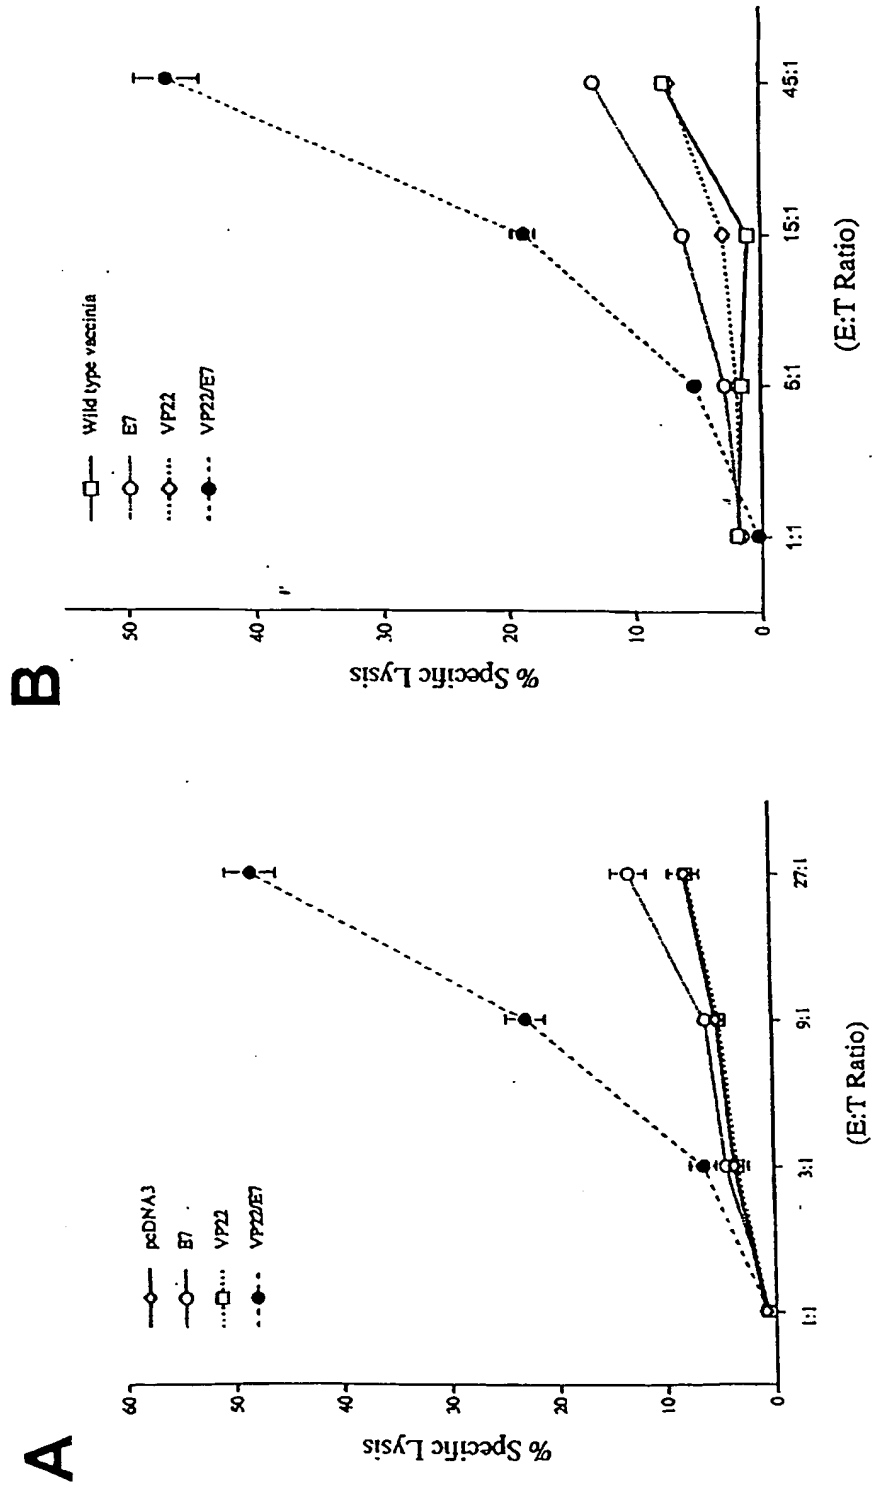 A
% Specific Lysis
60
50
40
30
20
10
0
pcDNA3
E7
VP22
VP22/E7
1:1
3:1
9:1
27:1
(E:T Ratio)
B
% Specific Lysis
50
40
30
20
10
0
Wild type vaccinia
E7
VP22
VP22/E7
1:1
5:1
15:1
45:1
(E:T Ratio)